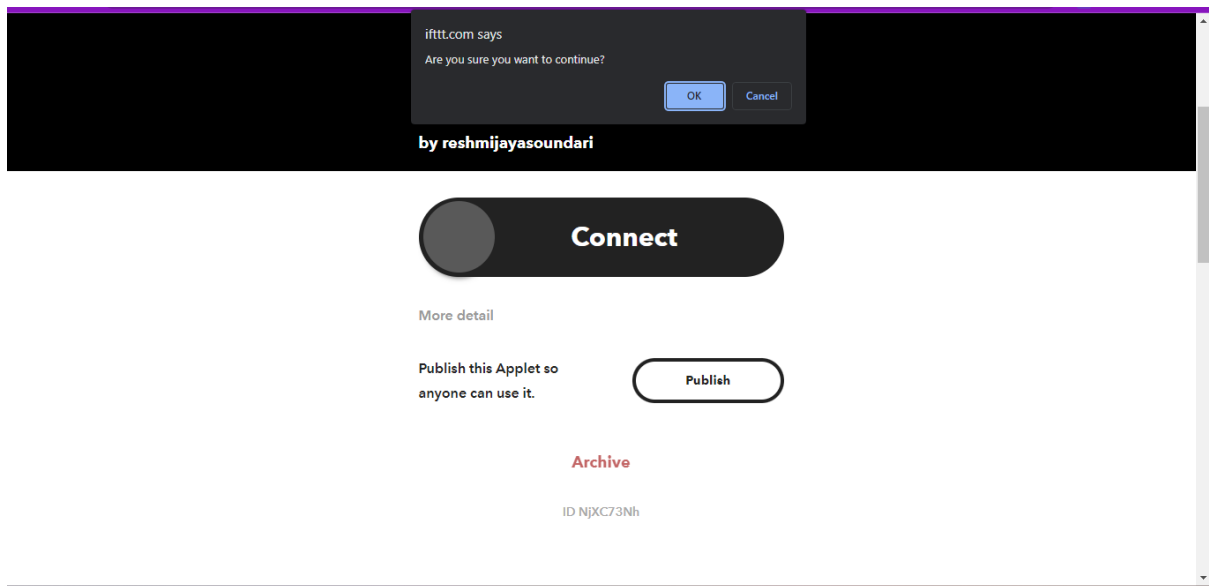 ifttt.com says
Are you sure you want to continue?
OK
Cancel
by reshmijayasoundari
Connect
More detail
Publish this Applet so
anyone can use it.
Publish
Archive
ID NjXC73Nh